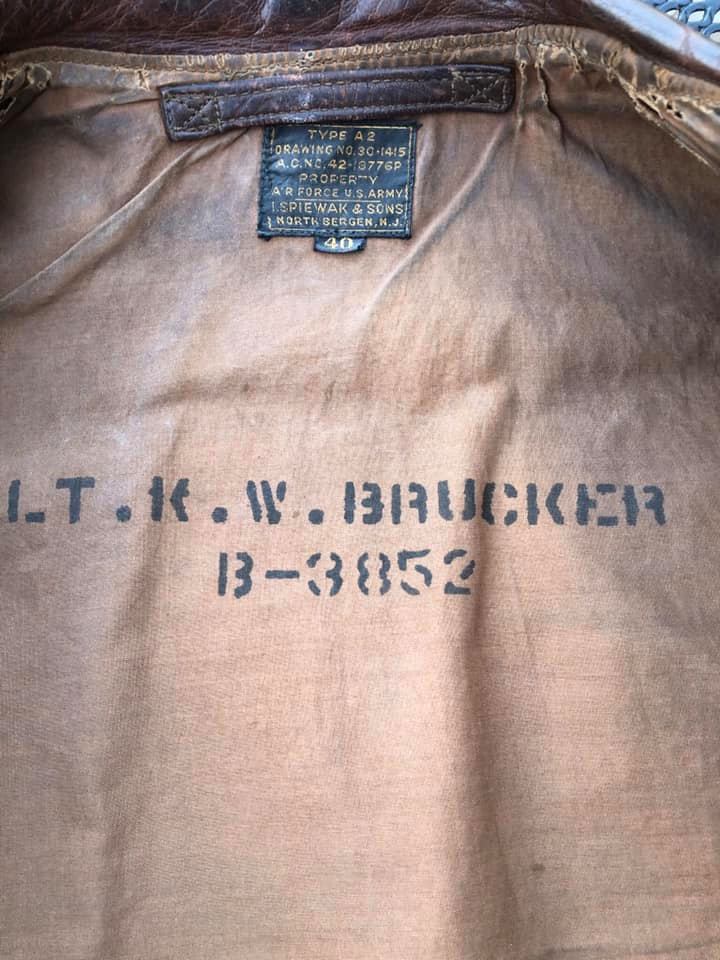 TYPE A 2
DRAWING NO. 30-1415
A.C. NO. 42-18776P
PROPERTY
AIR FORCE U.S. ARMY
I. SPIEWAK & SONS
NORTH BERGEN, N.J.
40
LT. K. W. BRUCKER
B-3852